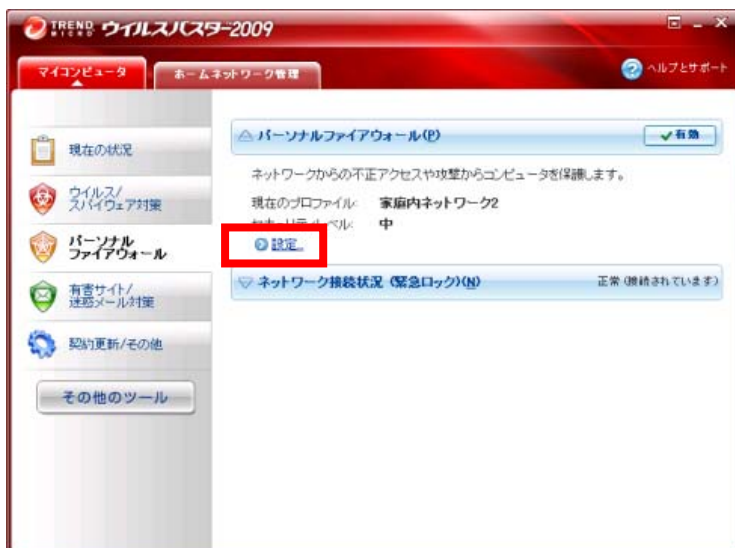 TREND MICRO ウイルスバスター2009
マイコンピュータ
ホームネットワーク管理
ヘルプとサポート
現在の状況
ウイルス/
スパイウェア対策
パーソナル
ファイアウォール
有害サイト/
迷惑メール対策
契約更新/その他
その他のツール
パーソナルファイアウォール(P)
有効
ネットワークからの不正アクセスや攻撃からコンピュータを保護します。
現在のプロファイル: 家庭内ネットワーク2
中
設定...
ネットワーク接続状況 (緊急ロック)(N)
正常 (接続されています)